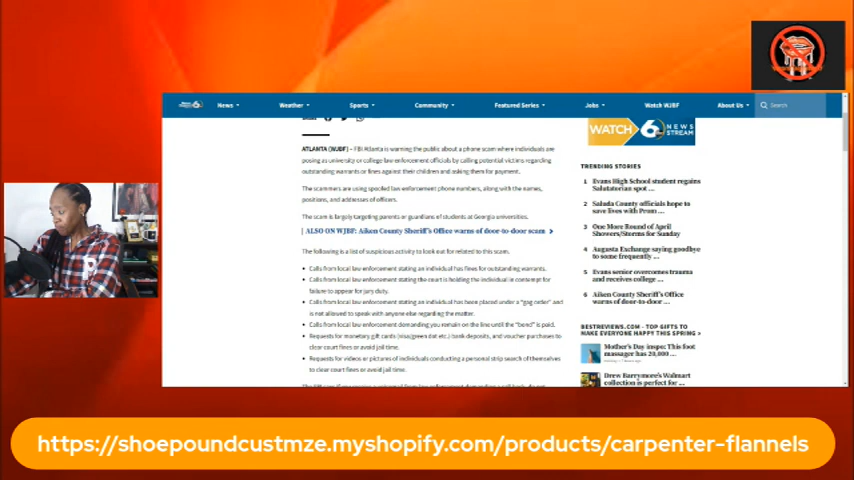 News
Weather
Sports
Community
Featured Series
Jobs
Watch WJBF
About Us
Search
ATLANTA (WJBF) – FBI Atlanta is warning the public about a phone scam where individuals are
posing as university or college law enforcement officials by calling potential victims regarding
outstanding warrants or fines against their children and asking them for payment.
The scammers are using spoofed law enforcement phone numbers, along with the names,
positions, and addresses of officers.
The scam is largely targeting parents or guardians of students at Georgia universities.
ALSO ON WJBF: Aiken County Sheriff's Office warns of door-to-door scam
The following is a list of suspicious activity to look out for related to this scam.
• Calls from local law enforcement stating an individual has fines for outstanding warrants.
• Calls from local law enforcement stating the court is holding the individual in contempt for
failure to appear for jury duty.
• Calls from local law enforcement stating an individual has been placed under a "gag order" and
is not allowed to speak with anyone else regarding the matter.
• Calls from local law enforcement demanding you remain on the line until the "bond" is paid.
• Requests for monetary gift cards (visa/green dot etc.) bank deposits, and voucher purchases to
clear court fines or avoid jail time.
• Requests for videos or pictures of individuals conducting a personal strip search of themselves
to clear court fines or avoid jail time.
WATCH 6 NEWS
STREAM
TRENDING STORIES
1 Evans High School student regains
Salutatorian spot ...
2 Saluda County officials hope to
save lives with Prom ...
3 One More Round of April
Showers/Storms for Sunday
4 Augusta Exchange saying goodbye
to some frequently ...
5 Evans senior overcomes trauma
and receives college ...
6 Aiken County Sheriff's Office
warns of door-to-door ...
BESTREVIEWS.COM - TOP GIFTS TO
MAKE EVERYONE HAPPY THIS SPRING >
Mother's Day inspo: This foot
massager has 20,800 ...
Drew Barrymore's Walmart
collection is perfect for ...
https://shoepoundcustmze.myshopify.com/products/carpenter-flannels